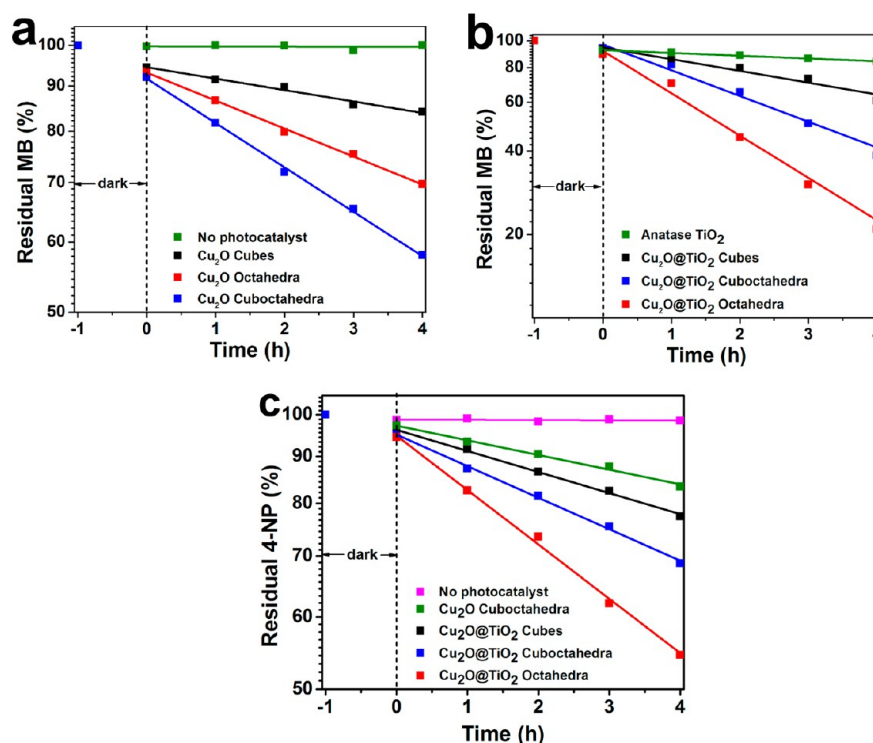 a
Residual MB (%)
100
90
80
70
60
50
dark
No photocatalyst
Cu₂O Cubes
Cu₂O Octahedra
Cu₂O Cuboctahedra
-1 0 1 2 3 4
Time (h)
b
Residual MB (%)
100
80
60
40
20
dark
Anatase TiO₂
Cu₂O@TiO₂ Cubes
Cu₂O@TiO₂ Cuboctahedra
Cu₂O@TiO₂ Octahedra
-1 0 1 2 3
Time (h)
c
Residual 4-NP (%)
100
90
80
70
60
50
dark
No photocatalyst
Cu₂O Cuboctahedra
Cu₂O@TiO₂ Cubes
Cu₂O@TiO₂ Cuboctahedra
Cu₂O@TiO₂ Octahedra
-1 0 1 2 3 4
Time (h)